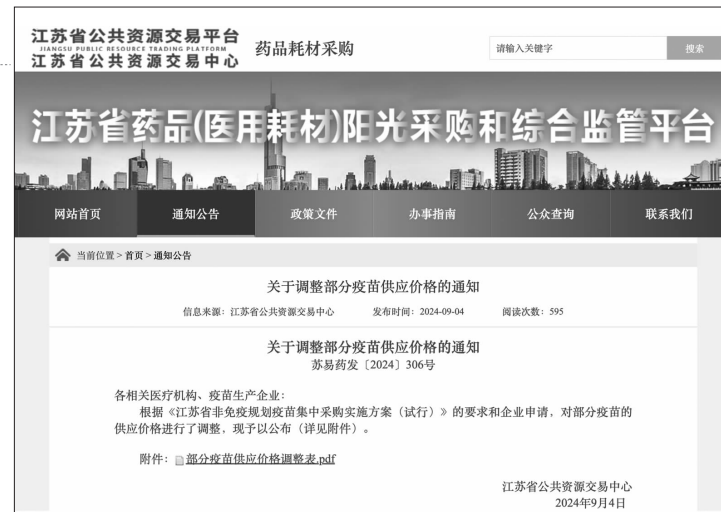 江苏省公共资源交易平台
JIANGSU PUBLIC RESOURCE TRADING PLATFORM
江苏省公共资源交易中心
药品耗材采购
请输入关键字
搜索
江苏省药品(医用耗材)阳光采购和综合监管平台
网站首页 通知公告 政策文件 办事指南 公众查询 联系我们
当前位置 > 首页 > 通知公告
关于调整部分疫苗供应价格的通知
信息来源：江苏省公共资源交易中心 发布时间：2024-09-04 阅读次数：595
关于调整部分疫苗供应价格的通知
苏易药发〔2024〕306号
各相关医疗机构、疫苗生产企业：
根据《江苏省非免疫规划疫苗集中采购实施方案（试行）》的要求和企业申请，对部分疫苗的
供应价格进行了调整，现予以公布（详见附件）。
附件：部分疫苗供应价格调整表.pdf
江苏省公共资源交易中心
2024年9月4日